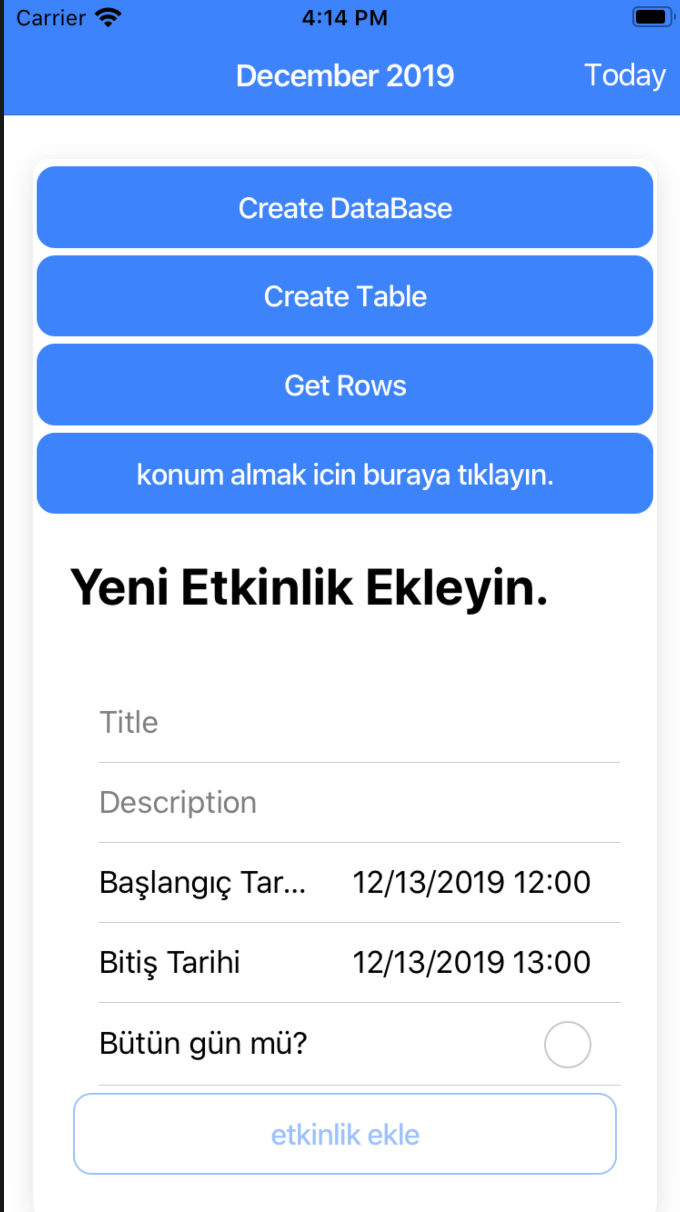 Carrier 4:14 PM
December 2019 Today
Create DataBase
Create Table
Get Rows
konum almak icin buraya tıklayın.
Yeni Etkinlik Ekleyin.
Title
Description
Başlangıç Tar... 12/13/2019 12:00
Bitiş Tarihi 12/13/2019 13:00
Bütün gün mü?
etkinlik ekle